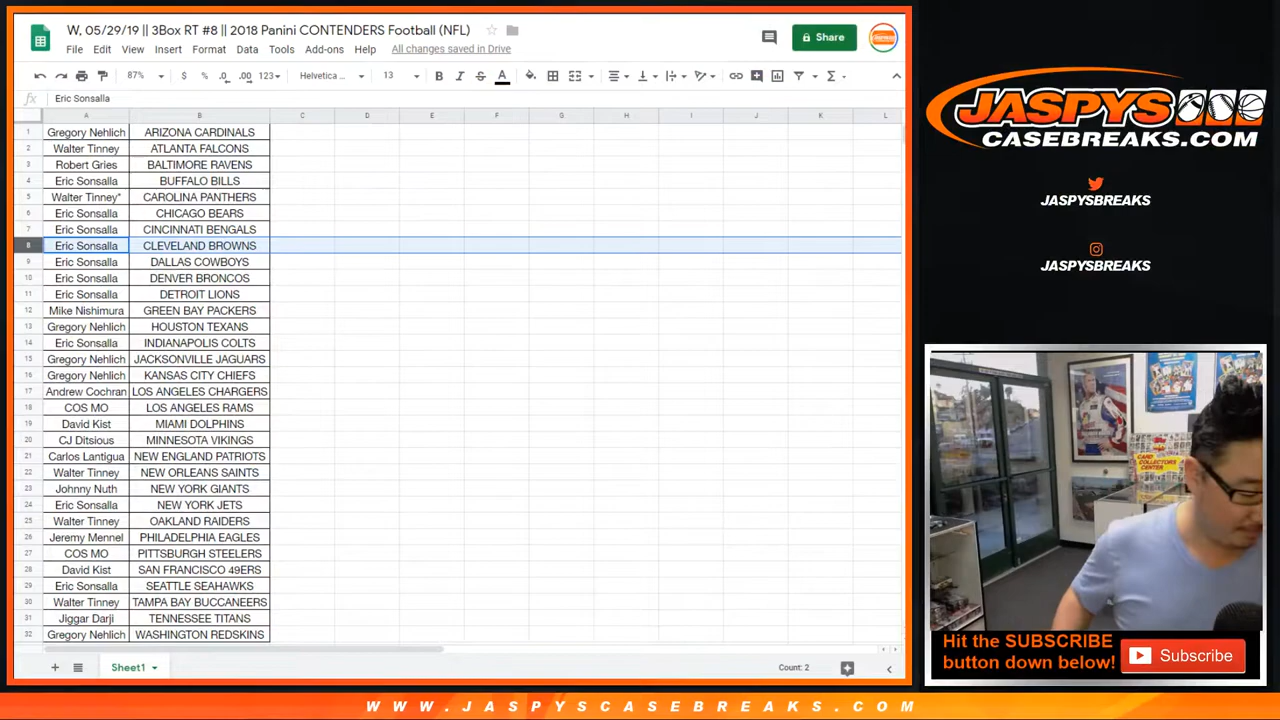 W, 05/29/19 || 3Box RT #8 || 2018 Panini CONTENDERS Football (NFL)
File Edit View Insert Format Data Tools Add-ons Help All changes saved in Drive
Share
87% $ % .0 .00 123 Helvetica ... 13
fx Eric Sonsalla
A B C D E F G H I J K L
1 Gregory Nehlich ARIZONA CARDINALS
2 Walter Tinney ATLANTA FALCONS
3 Robert Gries BALTIMORE RAVENS
4 Eric Sonsalla BUFFALO BILLS
5 Walter Tinney* CAROLINA PANTHERS
6 Eric Sonsalla CHICAGO BEARS
7 Eric Sonsalla CINCINNATI BENGALS
8 Eric Sonsalla CLEVELAND BROWNS
9 Eric Sonsalla DALLAS COWBOYS
10 Eric Sonsalla DENVER BRONCOS
11 Eric Sonsalla DETROIT LIONS
12 Mike Nishimura GREEN BAY PACKERS
13 Gregory Nehlich HOUSTON TEXANS
14 Eric Sonsalla INDIANAPOLIS COLTS
15 Gregory Nehlich JACKSONVILLE JAGUARS
16 Gregory Nehlich KANSAS CITY CHIEFS
17 Andrew Cochran LOS ANGELES CHARGERS
18 COS MO LOS ANGELES RAMS
19 David Kist MIAMI DOLPHINS
20 CJ Ditsious MINNESOTA VIKINGS
21 Carlos Lantigua NEW ENGLAND PATRIOTS
22 Walter Tinney NEW ORLEANS SAINTS
23 Johnny Nuth NEW YORK GIANTS
24 Eric Sonsalla NEW YORK JETS
25 Walter Tinney OAKLAND RAIDERS
26 Jeremy Mennel PHILADELPHIA EAGLES
27 COS MO PITTSBURGH STEELERS
28 David Kist SAN FRANCISCO 49ERS
29 Eric Sonsalla SEATTLE SEAHAWKS
30 Walter Tinney TAMPA BAY BUCCANEERS
31 Jiggar Darji TENNESSEE TITANS
32 Gregory Nehlich WASHINGTON REDSKINS
Sheet1
Count: 2
JASPYS
CASEBREAKS.COM
JASPYSBREAKS
JASPYSBREAKS
CARD
COLLECTORS
CENTER
Hit the SUBSCRIBE
button down below!
Subscribe
WWW.JASPYSCASEBREAKS.COM